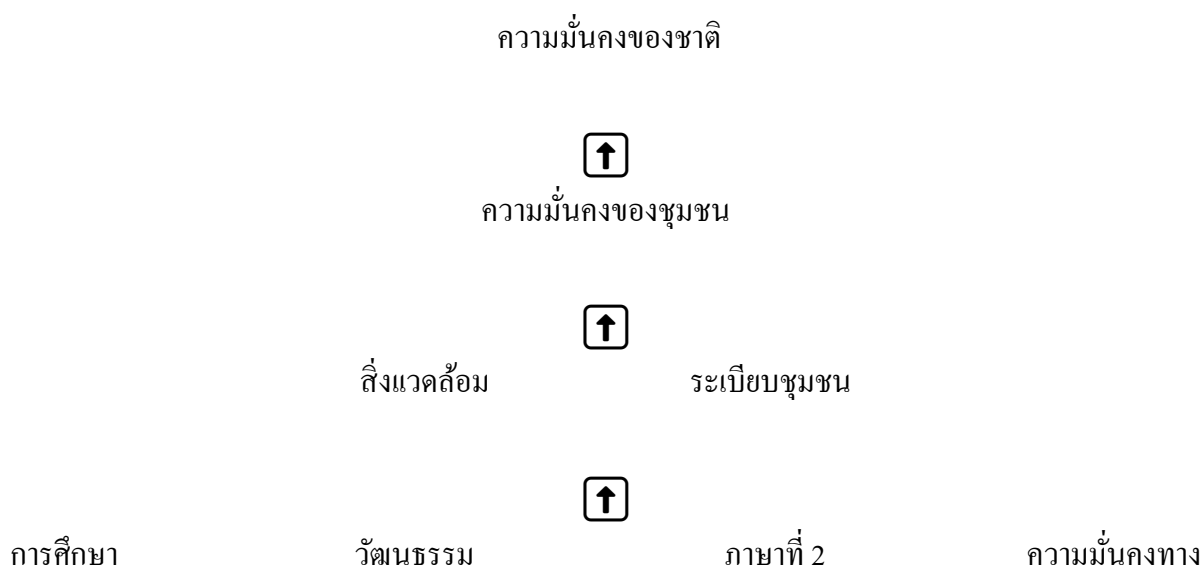 ความมั่นคงของชาติ
ความมั่นคงของชุมชน
สิ่งแวดล้อม ระเบียบชุมชน
การศึกษา วัฒนธรรม ภาษาที่ 2 ความมั่นคงทาง